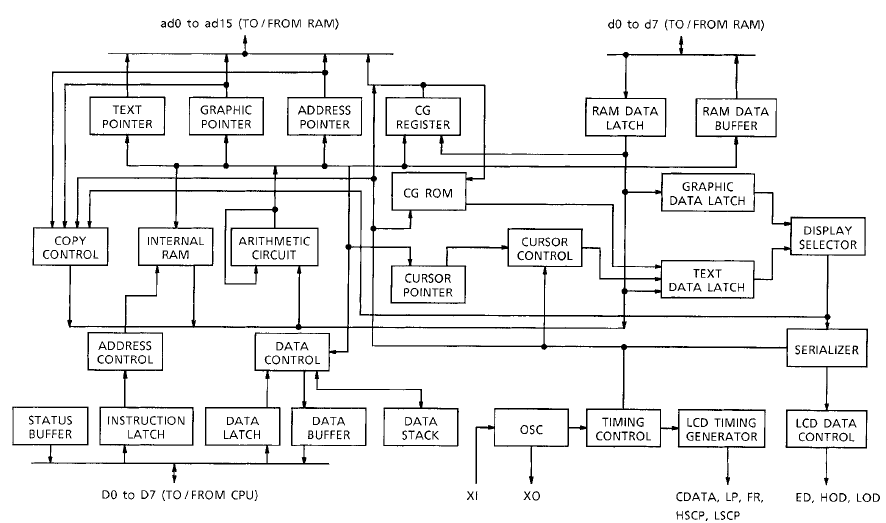 ad0 to ad15 (TO/FROM RAM)
d0 to d7 (TO/FROM RAM)
TEXT
POINTER
GRAPHIC
POINTER
ADDRESS
POINTER
CG
REGISTER
RAM DATA
LATCH
RAM DATA
BUFFER
CG ROM
GRAPHIC
DATA LATCH
COPY
CONTROL
INTERNAL
RAM
ARITHMETIC
CIRCUIT
CURSOR
CONTROL
DISPLAY
SELECTOR
CURSOR
POINTER
TEXT
DATA LATCH
ADDRESS
CONTROL
DATA
CONTROL
SERIALIZER
STATUS
BUFFER
INSTRUCTION
LATCH
DATA
LATCH
DATA
BUFFER
DATA
STACK
OSC
TIMING
CONTROL
LCD TIMING
GENERATOR
LCD DATA
CONTROL
D0 to D7 (TO/FROM CPU)
XI
XO
CDATA, LP, FR,
HSCP, LSCP
ED, HOD, LOD